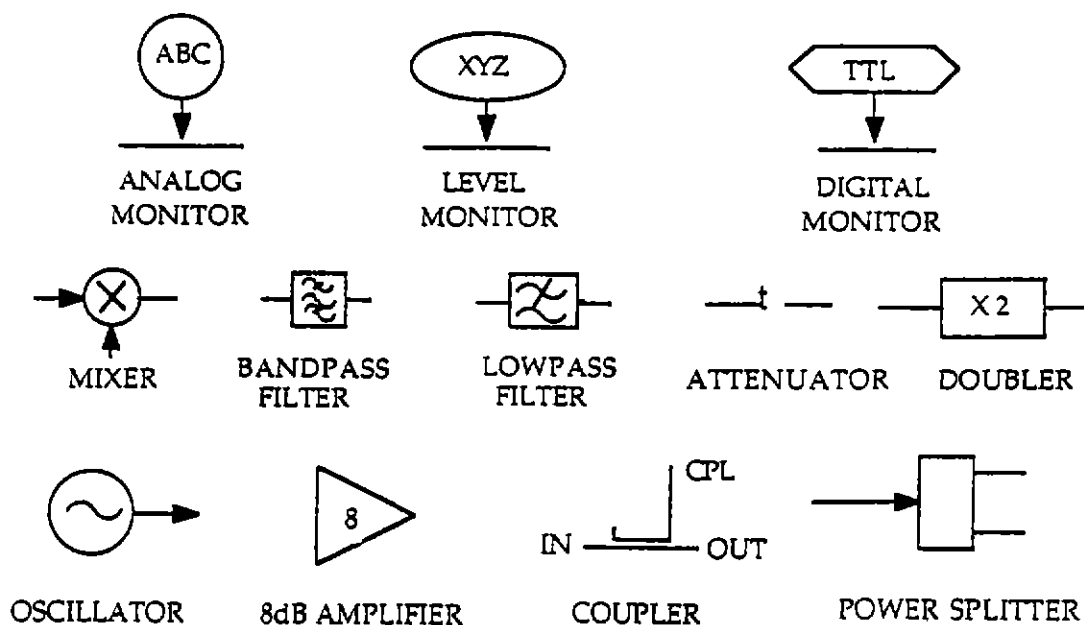 ABC
XYZ
TTL
ANALOG
MONITOR
LEVEL
MONITOR
DIGITAL
MONITOR
t
X 2
MIXER
BANDPASS
FILTER
LOWPASS
FILTER
ATTENUATOR
DOUBLER
8
CPL
IN
OUT
OSCILLATOR
8dB AMPLIFIER
COUPLER
POWER SPLITTER